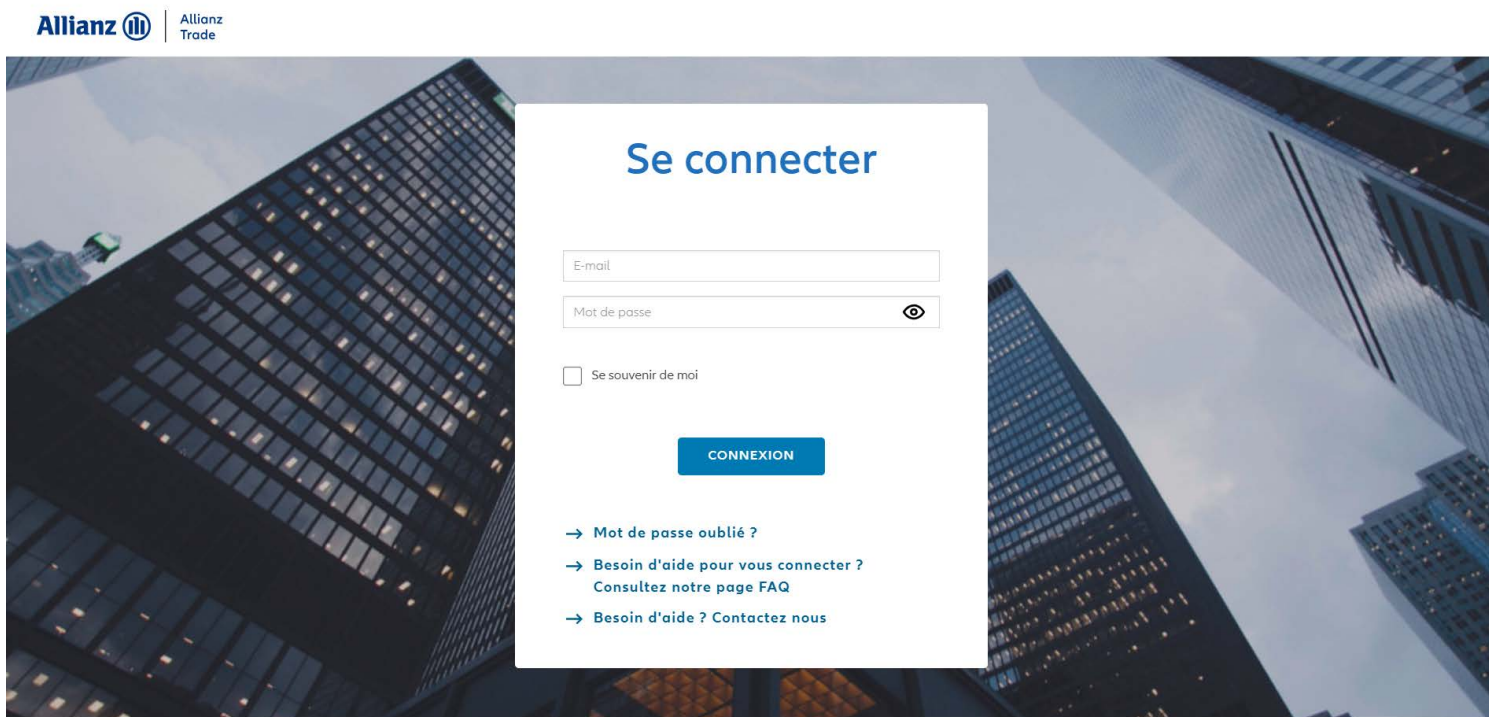 Allianz
Allianz
Trade
Se connecter
E-mail
Mot de passe
Se souvenir de moi
CONNEXION
→ Mot de passe oublié ?
→ Besoin d'aide pour vous connecter ?
Consultez notre page FAQ
→ Besoin d'aide ? Contactez nous